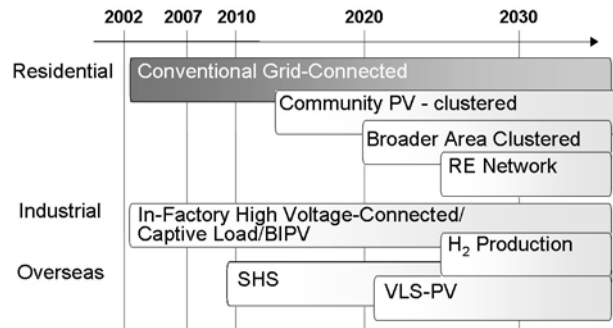 2002 2007 2010 2020 2030
Residential
Conventional Grid-Connected
Community PV - clustered
Broader Area Clustered
RE Network
Industrial
In-Factory High Voltage-Connected/
Captive Load/BIPV
H₂ Production
Overseas
SHS
VLS-PV